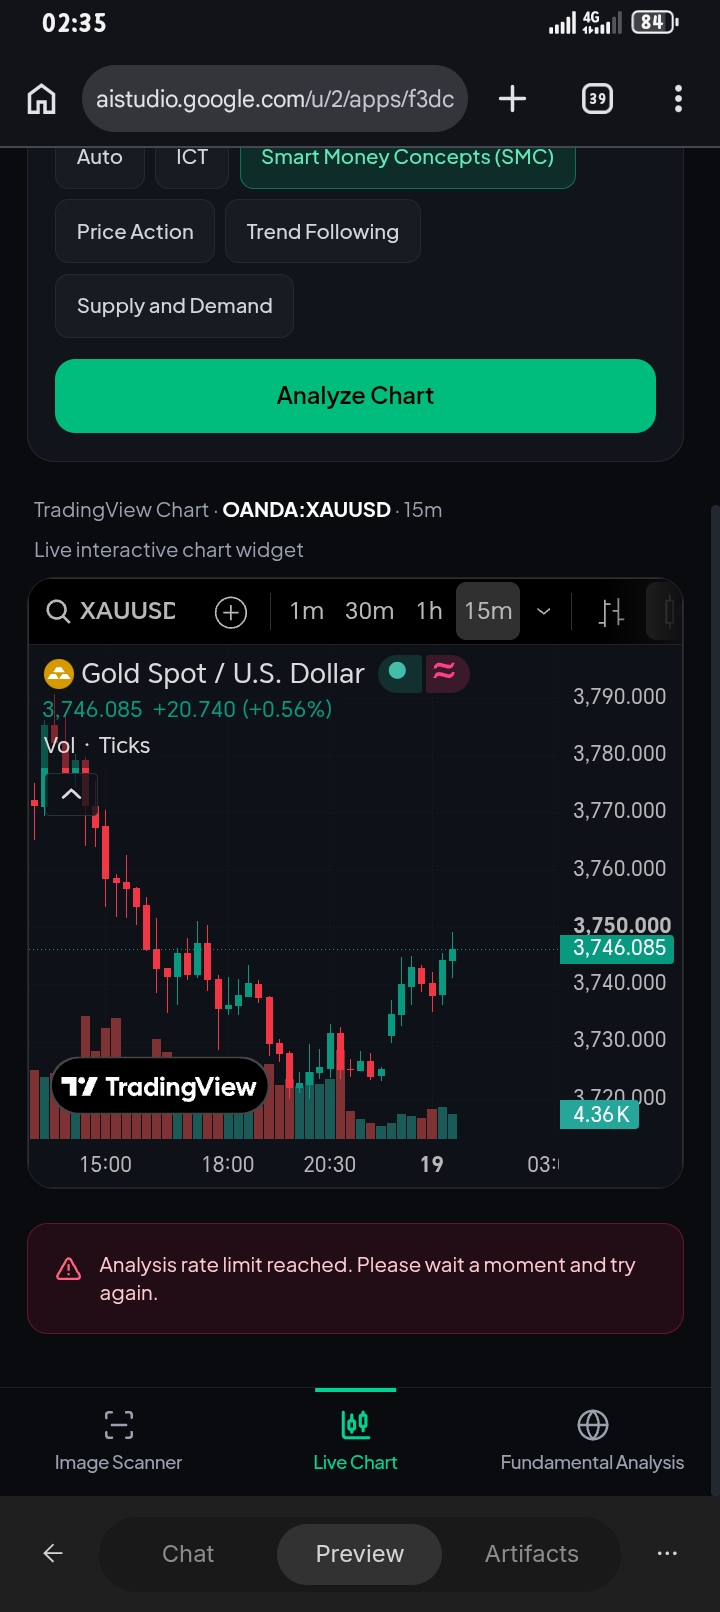 02:35
4G
84
aistudio.google.com/u/2/apps/f3dc
39
Auto
ICT
Smart Money Concepts (SMC)
Price Action
Trend Following
Supply and Demand
Analyze Chart
TradingView Chart · OANDA:XAUUSD · 15m
Live interactive chart widget
XAUUSD
1m
30m
1h
15m
Gold Spot / U.S. Dollar
3,746.085 +20.740 (+0.56%)
Vol · Ticks
3,790.000
3,780.000
3,770.000
3,760.000
3,750.000
3,746.085
3,740.000
3,730.000
3,720.000
4.36 K
TradingView
15:00
18:00
20:30
19
03:
Analysis rate limit reached. Please wait a moment and try
again.
Image Scanner
Live Chart
Fundamental Analysis
Chat
Preview
Artifacts